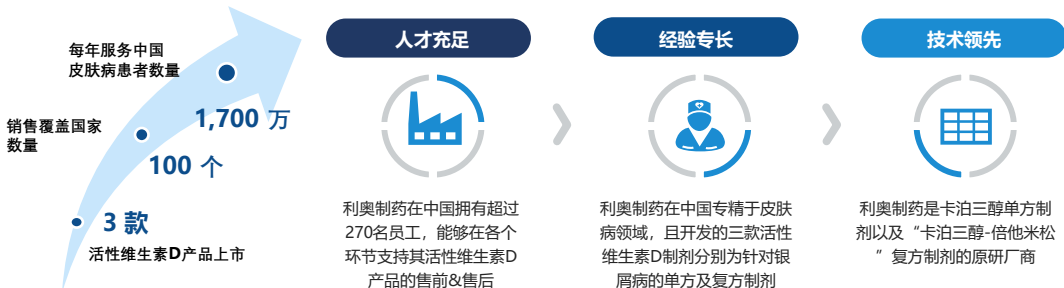 每年服务中国
皮肤病患者数量
1,700 万
销售覆盖国家
数量
100 个
3 款
活性维生素D产品上市
人才充足
利奥制药在中国拥有超过
270名员工，能够在各个
环节支持其活性维生素D
产品的售前&售后
经验专长
利奥制药在中国专精于皮肤
病领域，且开发的三款活性
维生素D制剂分别为针对银
屑病的单方及复方制剂
技术领先
利奥制药是卡泊三醇单方制
剂以及“卡泊三醇-倍他米松
”复方制剂的原研厂商